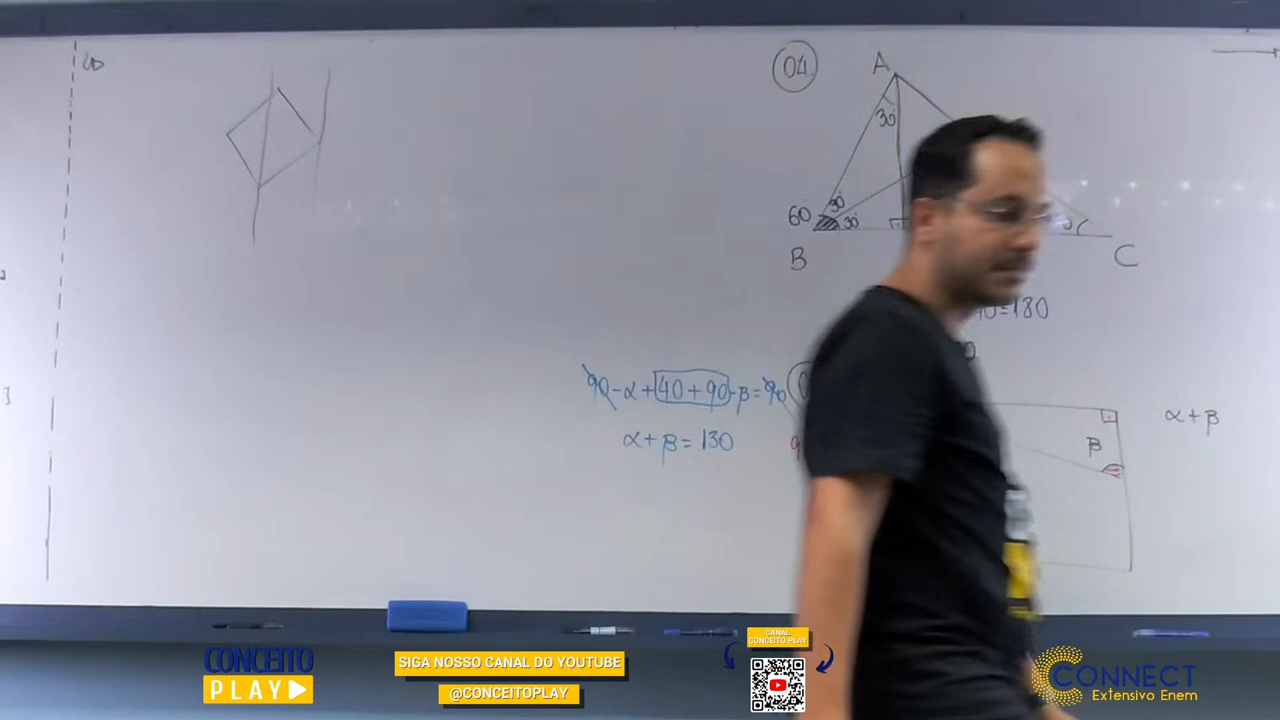 04
A
30°
60
30
30
B
C
=180
90-α+40+90-β=90
α+β=130
β
α+β
CONCEITO
PLAY
SIGA NOSSO CANAL DO YOUTUBE
@CONCEITOPLAY
CANAL
CONCEITO PLAY
CONNECT
Extensivo Enem